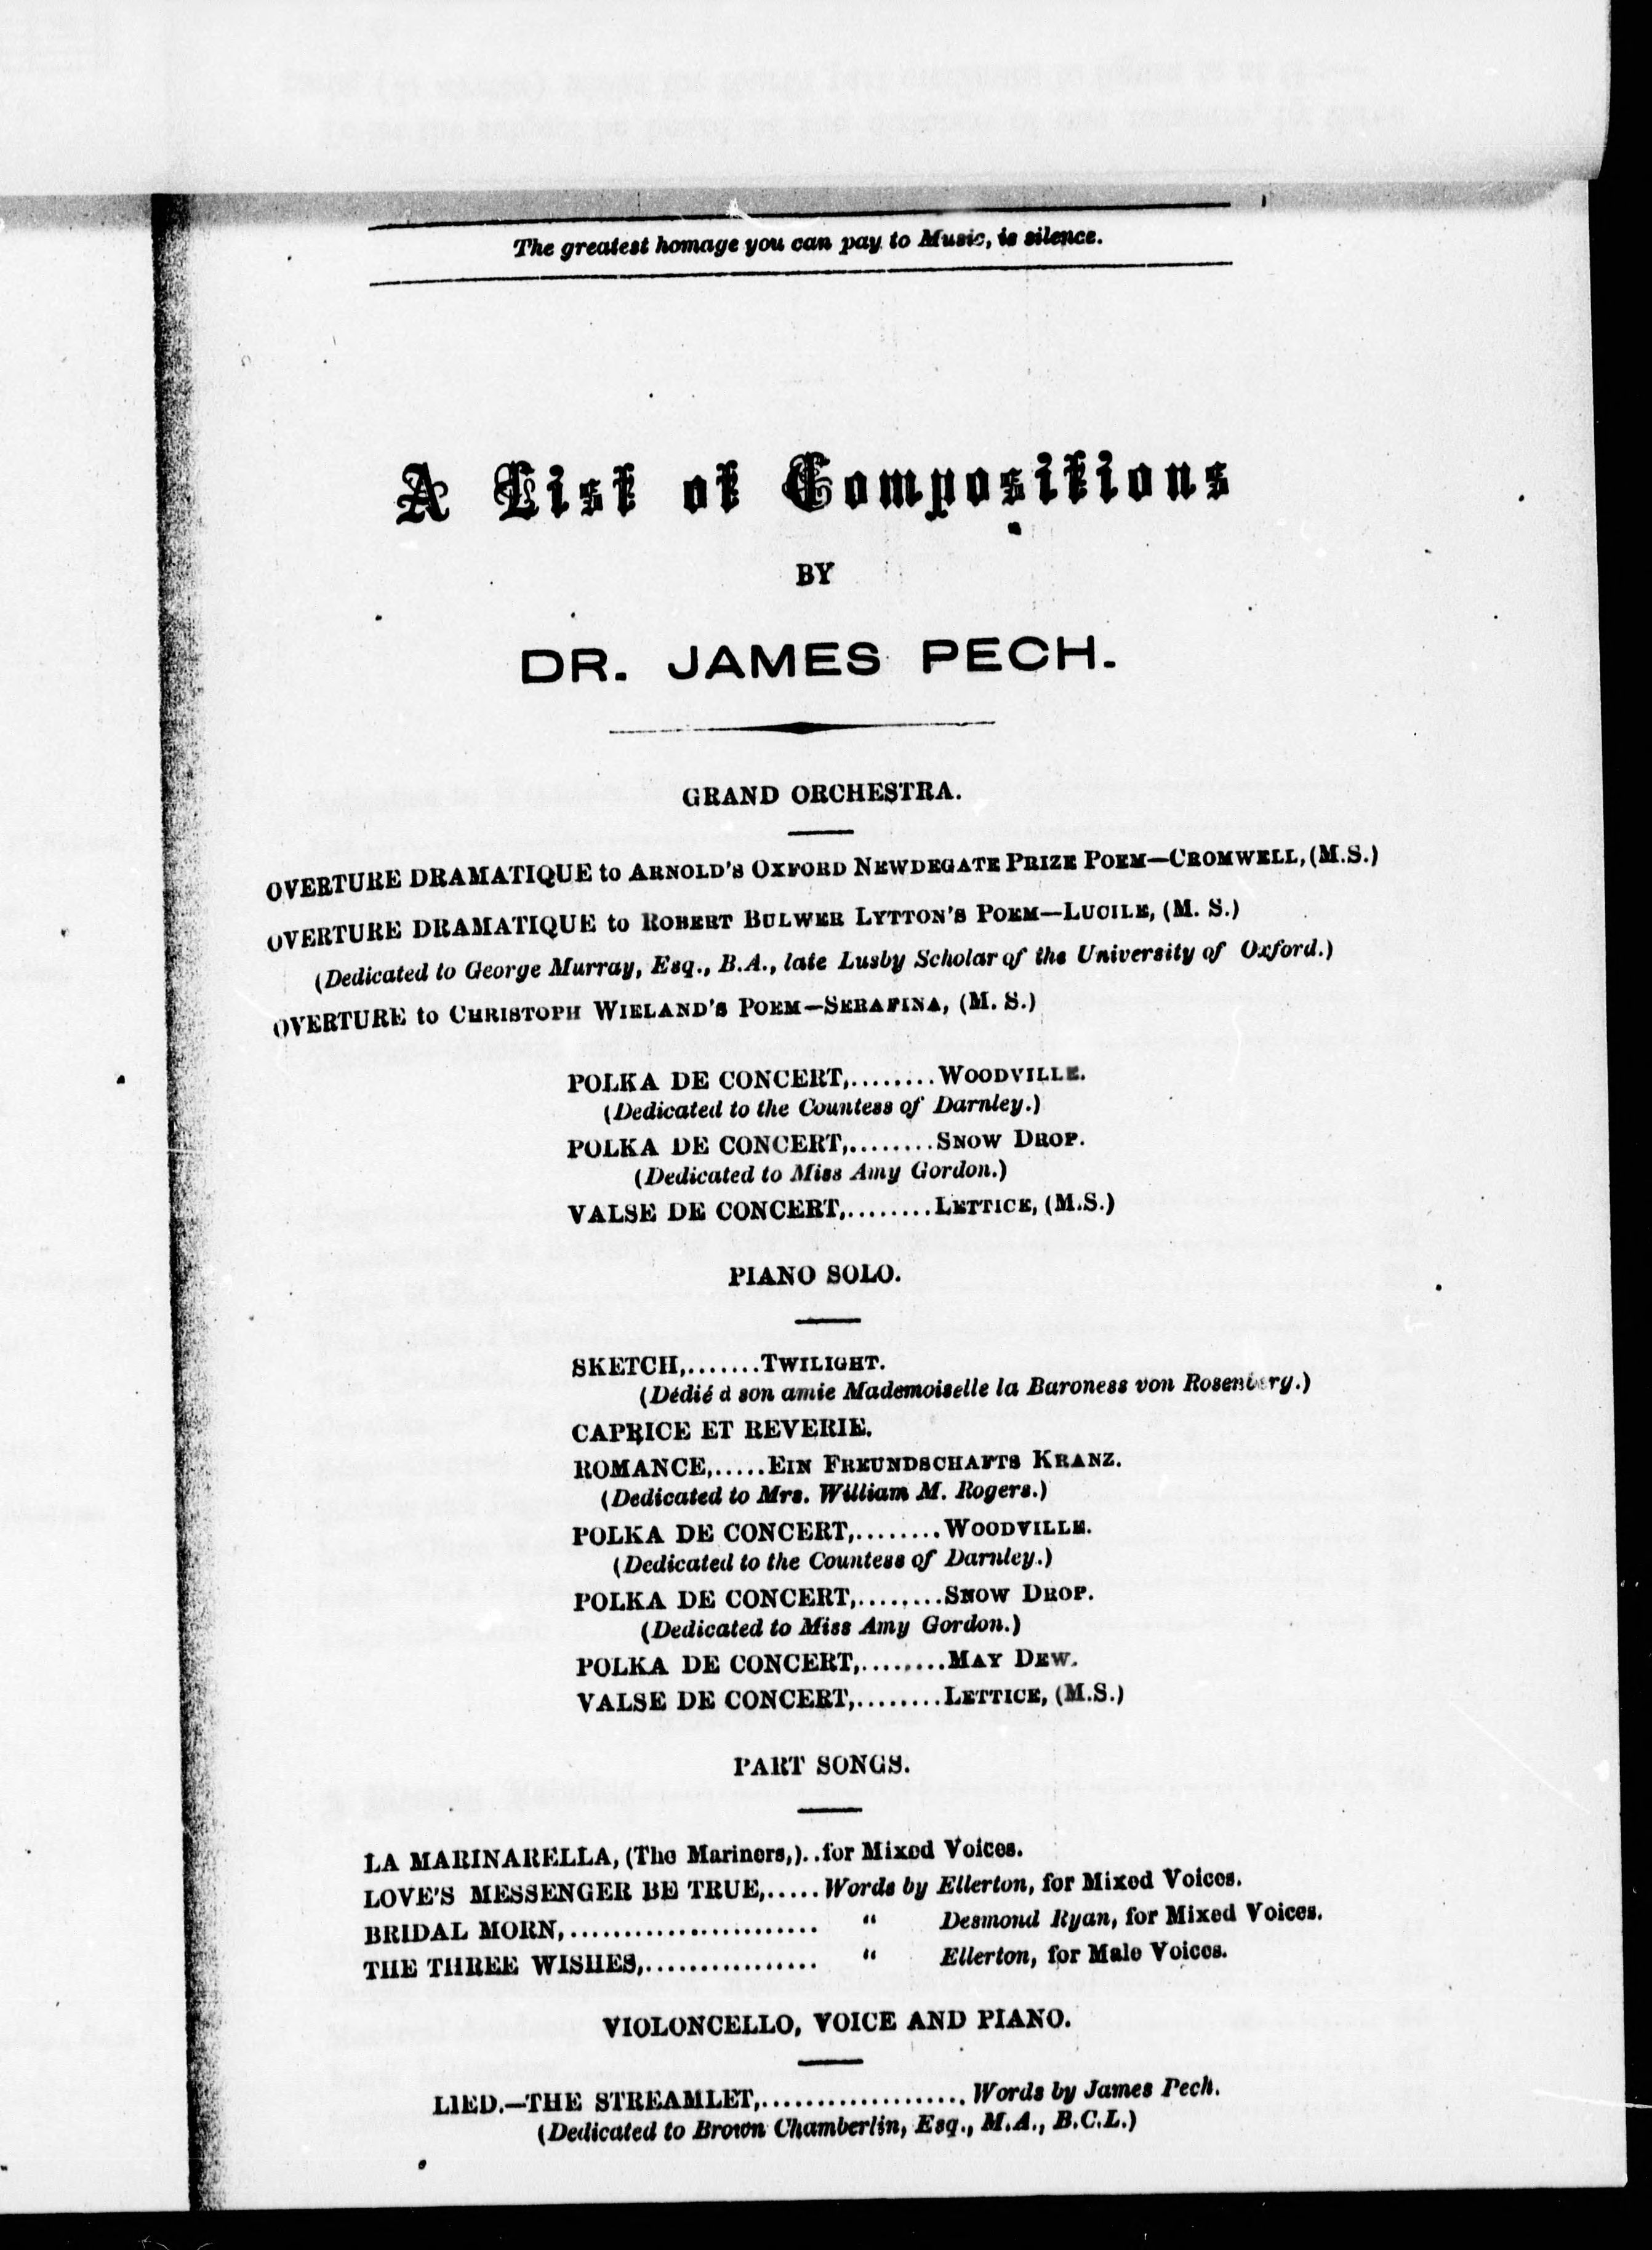 The greatest homage you can pay to Music, is silence.
A List of Compositions
BY
DR. JAMES PECH.
GRAND ORCHESTRA.
OVERTURE DRAMATIQUE to ARNOLD'S OXFORD NEWDEGATE PRIZE POEM—CROMWELL, (M.S.)
OVERTURE DRAMATIQUE to ROBERT BULWER LYTTON'S POEM—LUCILE, (M. S.)
(Dedicated to George Murray, Esq., B.A., late Lusby Scholar of the University of Oxford.)
OVERTURE to CHRISTOPH WIELAND'S POEM—SERAFINA, (M. S.)
POLKA DE CONCERT,........WOODVILLE.
(Dedicated to the Countess of Darnley.)
POLKA DE CONCERT,........SNOW DROP.
(Dedicated to Miss Amy Gordon.)
VALSE DE CONCERT,........LETTICE, (M.S.)
PIANO SOLO.
SKETCH,.......TWILIGHT.
(Dédié à son amie Mademoiselle la Baroness von Rosenberg.)
CAPRICE ET REVERIE.
ROMANCE,.....EIN FREUNDSCHAFTS KRANZ.
(Dedicated to Mrs. William M. Rogers.)
POLKA DE CONCERT,........WOODVILLE.
(Dedicated to the Countess of Darnley.)
POLKA DE CONCERT,........SNOW DROP.
(Dedicated to Miss Amy Gordon.)
POLKA DE CONCERT,........MAY DEW.
VALSE DE CONCERT,........LETTICE, (M.S.)
PART SONGS.
LA MARINARELLA, (The Mariners,)..for Mixed Voices.
LOVE'S MESSENGER BE TRUE,.....Words by Ellerton, for Mixed Voices.
BRIDAL MORN,........................ " Desmond Ryan, for Mixed Voices.
THE THREE WISHES,................ " Ellerton, for Male Voices.
VIOLONCELLO, VOICE AND PIANO.
LIED.—THE STREAMLET,...................Words by James Pech.
(Dedicated to Brown Chamberlin, Esq., M.A., B.C.L.)